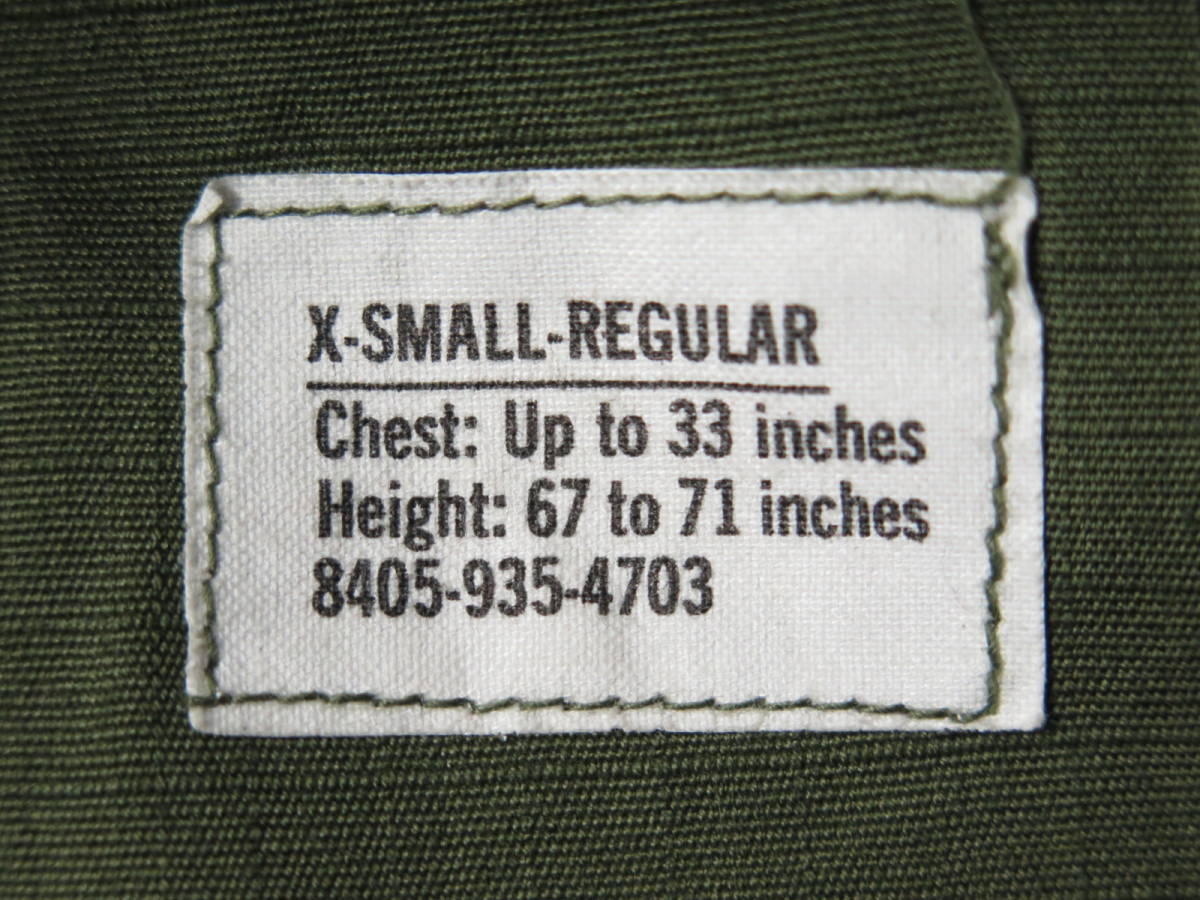 X-SMALL-REGULAR
Chest: Up to 33 inches
Height: 67 to 71 inches
8405-935-4703